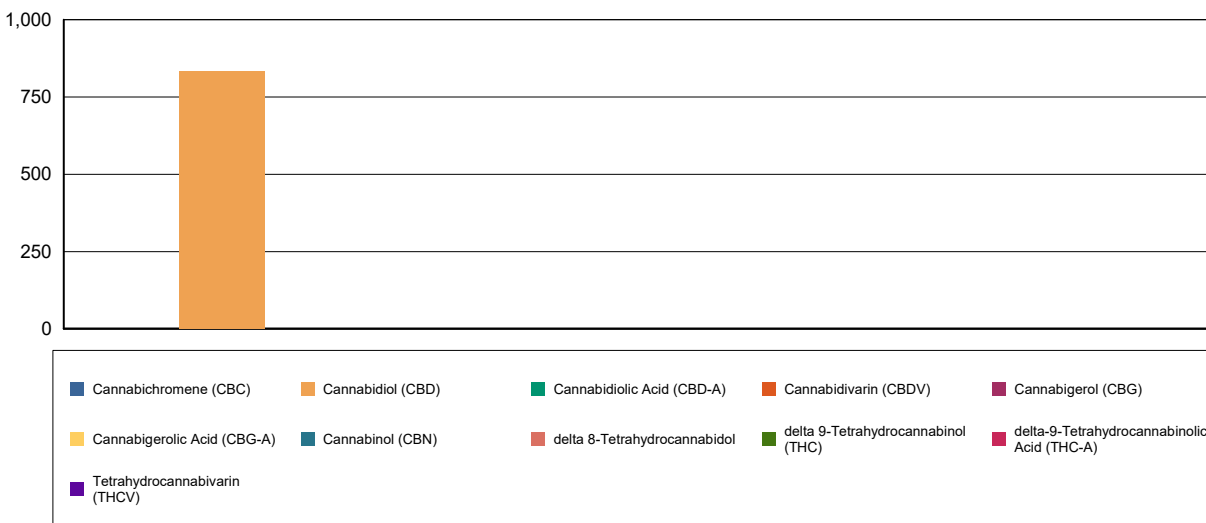 1,000
750
500
250
0
Cannabichromene (CBC)
Cannabidiol (CBD)
Cannabidiolic Acid (CBD-A)
Cannabidivarin (CBDV)
Cannabigerol (CBG)
Cannabigerolic Acid (CBG-A)
Cannabinol (CBN)
delta 8-Tetrahydrocannabidol
delta 9-Tetrahydrocannabinol
(THC)
delta-9-Tetrahydrocannabinolic
Acid (THC-A)
Tetrahydrocannabivarin
(THCV)